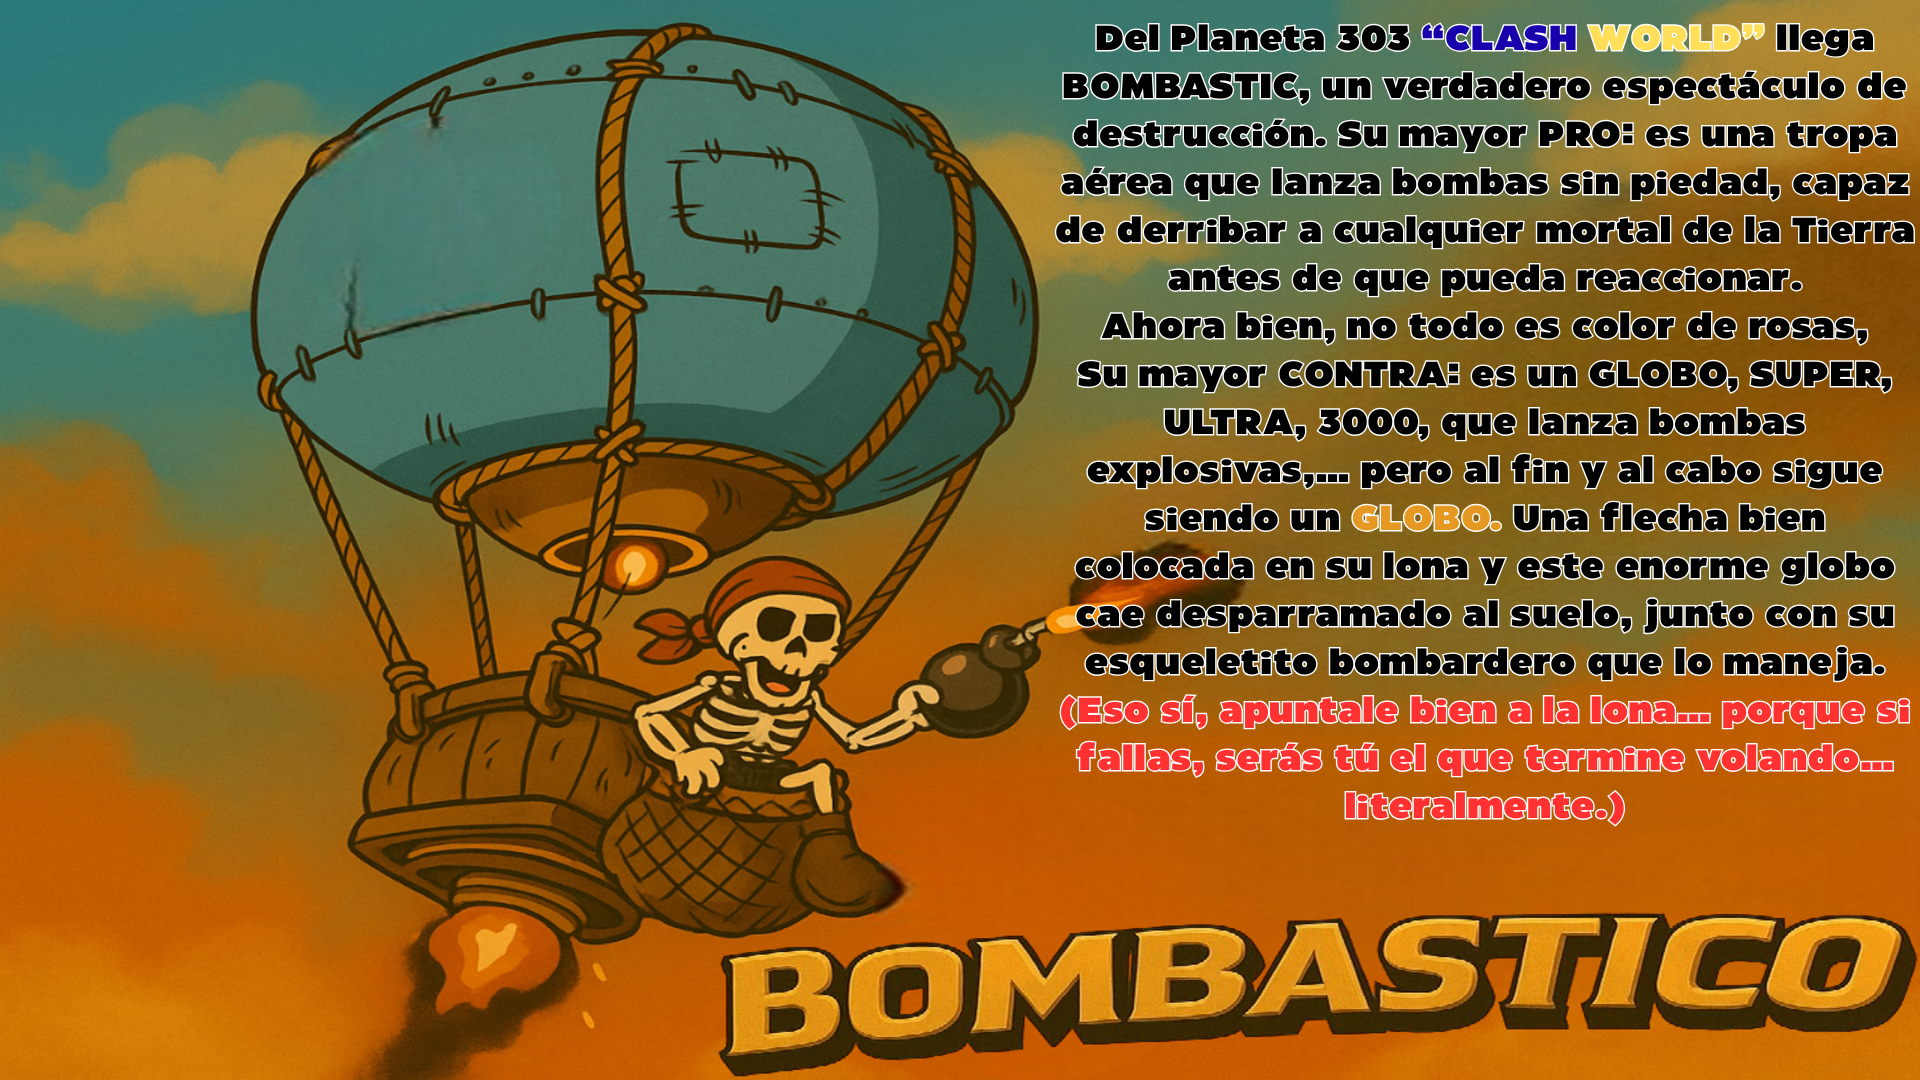 Del Planeta 303 “CLASH WORLD” llega
BOMBASTIC, un verdadero espectáculo de
destrucción. Su mayor PRO: es una tropa
aérea que lanza bombas sin piedad, capaz
de derribar a cualquier mortal de la Tierra
antes de que pueda reaccionar.
Ahora bien, no todo es color de rosas,
Su mayor CONTRA: es un GLOBO, SUPER,
ULTRA, 3000, que lanza bombas
explosivas,... pero al fin y al cabo sigue
siendo un GLOBO. Una flecha bien
colocada en su lona y este enorme globo
cae desparramado al suelo, junto con su
esqueletito bombardero que lo maneja.
(Eso sí, apuntale bien a la lona... porque si
fallas, serás tú el que termine volando...
literalmente.)
BOMBASTICO